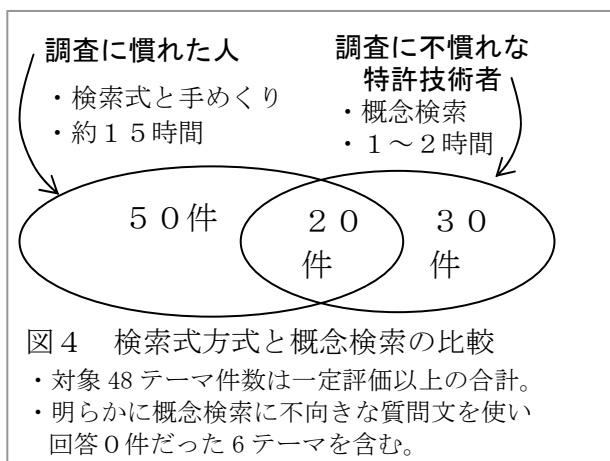 調査に慣れた人
・検索式と手めくり
・約１５時間
調査に不慣れな
特許技術者
・概念検索
・１～２時間
５０件
２０
件
３０
件
図４　検索式方式と概念検索の比較
・対象 48 テーマ件数は一定評価以上の合計。
・明らかに概念検索に不向きな質問文を使い
回答０件だった６テーマを含む。